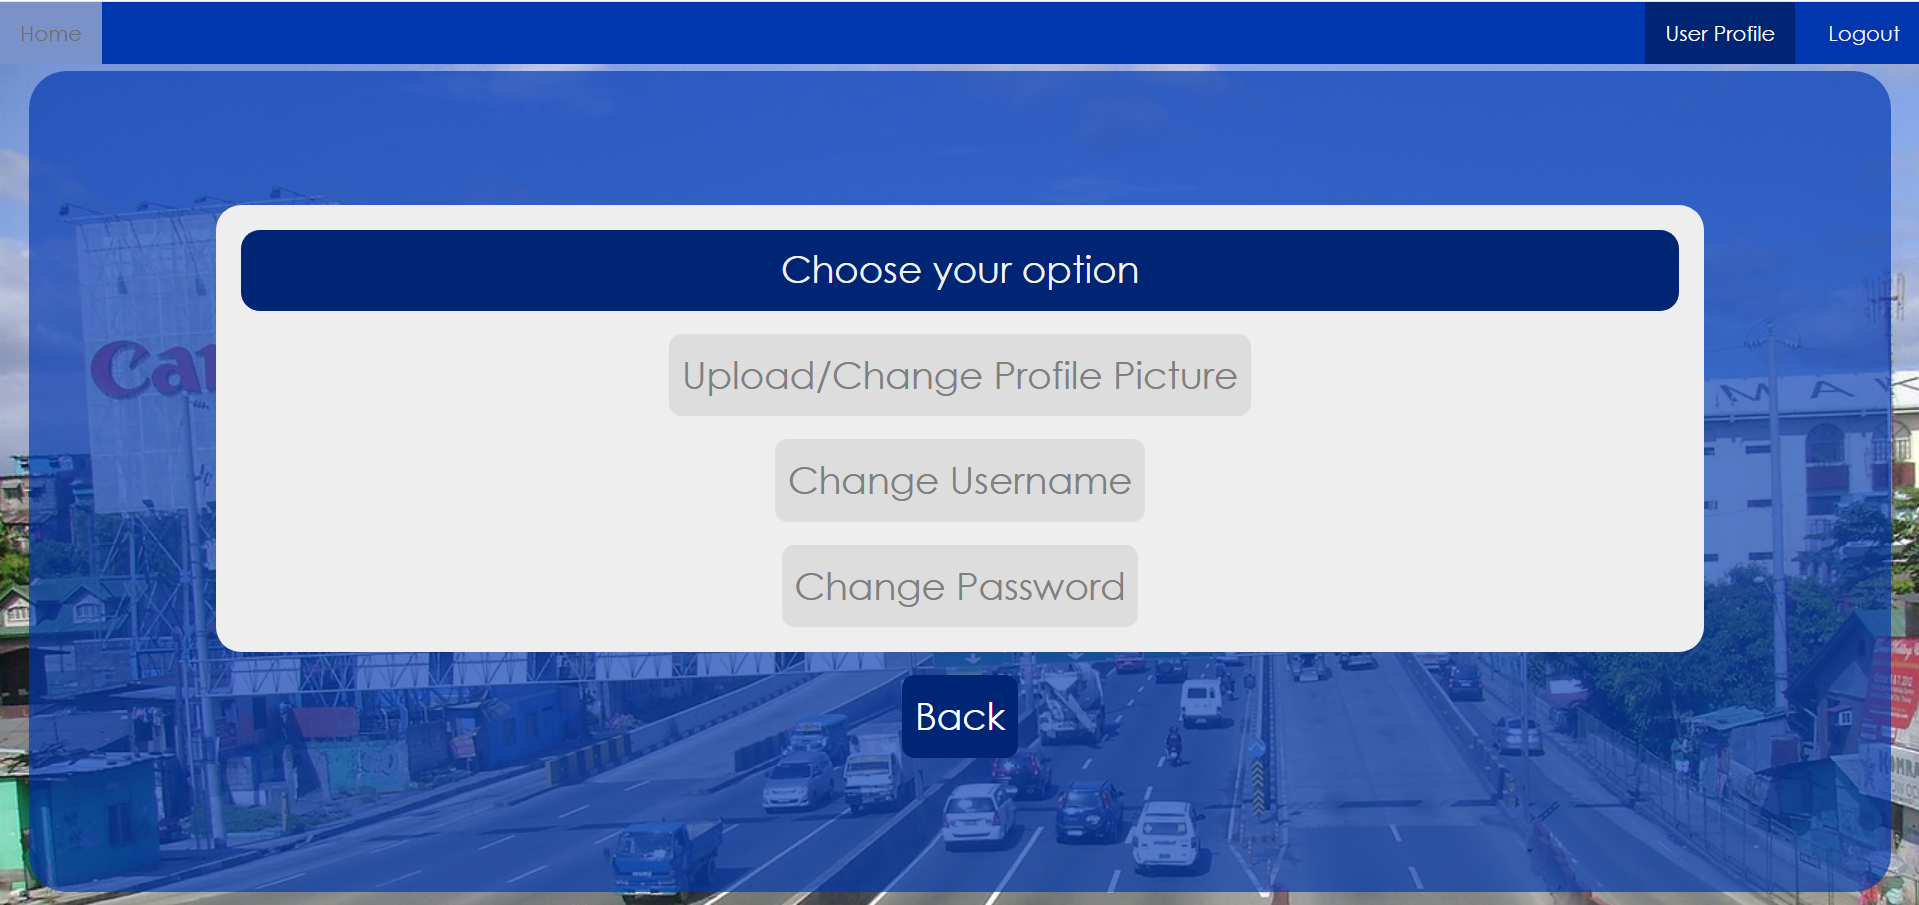 Home
User Profile
Logout
Choose your option
Upload/Change Profile Picture
Change Username
Change Password
Back